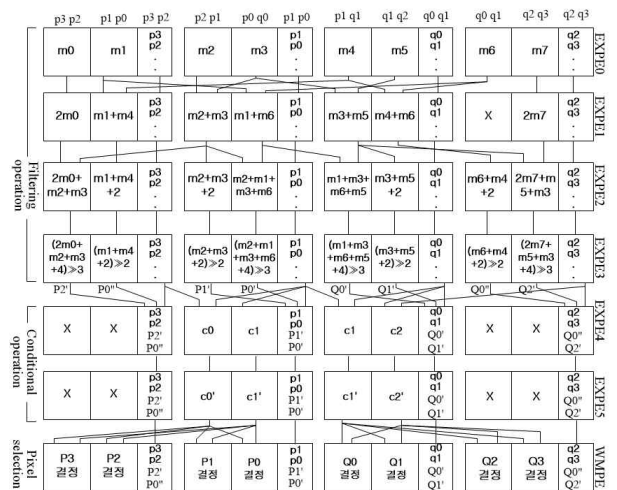 p3 p2 p1 p0 p3 p2 p2 p1 p0 q0 p1 p0 p1 q1 q1 q2 q0 q1 q0 q1 q2 q3 q2 q3
m0 m1 p3 p2 . . m2 m3 p1 p0 . . m4 m5 q0 q1 . . m6 m7 q2 q3 . . EXPE0
2m0 m1+m4 p3 p2 . . m2+m3 m1+m6 p1 p0 . . m3+m5 m4+m6 q0 q1 . . X 2m7 q2 q3 . . EXPE1
Filtering operation
2m0+ m2+m3 m1+m4 +2 p3 p2 . . m2+m3 +2 m2+m1+ m3+m6 p1 p0 . . m1+m3+ m6+m5 m3+m5 +2 q0 q1 . . m6+m4 +2 2m7+m 5+m3 q2 q3 . . EXPE2
(2m0+ m2+m3 +4)≫3 (m1+m4 +2)≫2 p3 p2 . . (m2+m3 +2)≫2 (m2+m1 +m3+m6 +4)≫3 p1 p0 . . (m1+m3 +m6+m5 +4)≫3 (m3+m5 +2)≫2 q0 q1 . . (m6+m4 +2)≫2 (2m7+ m5+m3 +4)≫3 q2 q3 . . EXPE3
P2' P0" P1' P0' Q0' Q1' Q0" Q2'
Conditional operation
X X p3 p2 P2' P0" c0 c1 p1 p0 P1' P0' c1 c2 q0 q1 Q0' Q1' X X q2 q3 Q0" Q2' EXPE4
X X p3 p2 P2' P0" c0' c1' p1 p0 P1' P0' c1' c2' q0 q1 Q0' Q1' X X q2 q3 Q0" Q2' EXPE5
Pixel selection
P3 결정 P2 결정 p3 p2 P2' P0" P1 결정 P0 결정 p1 p0 P1' P0' Q0 결정 Q1 결정 q0 q1 Q0' Q1' Q2 결정 Q3 결정 q2 q3 Q0" Q2' WMPE